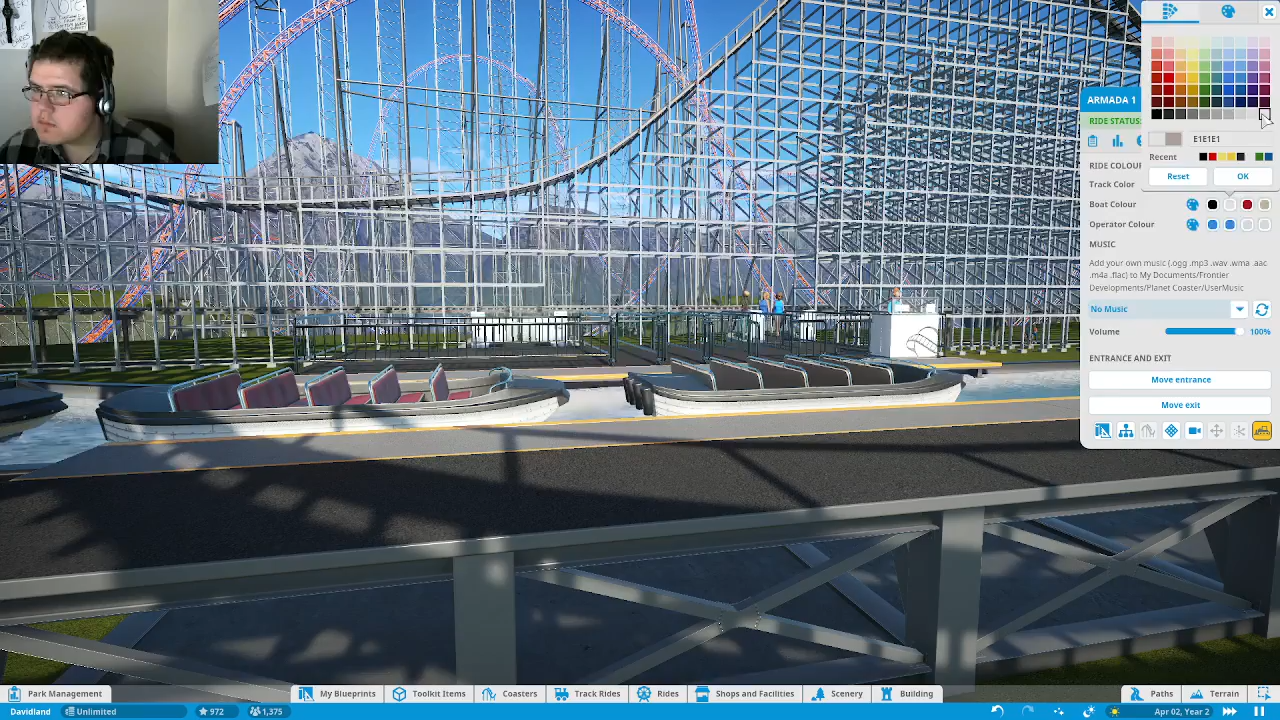 ARMADA 1
RIDE STATUS:
E1E1E1
Recent
Reset OK
RIDE COLOUR
Track Color
Boat Colour
Operator Colour
MUSIC
Add your own music (.ogg .mp3 .wav .wma .aac
.m4a .flac) to My Documents/Frontier
Developments/Planet Coaster/UserMusic
No Music
Volume 100%
ENTRANCE AND EXIT
Move entrance
Move exit
Park Management My Blueprints Toolkit Items Coasters Track Rides Rides Shops and Facilities Scenery Building Paths Terrain
Davidland Unlimited 972 1,375 Apr 02, Year 2